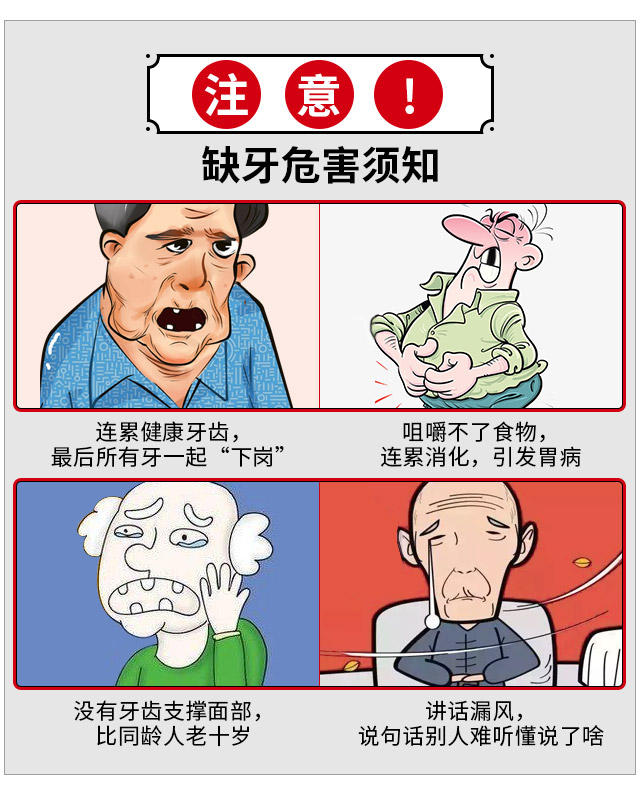 注意！
缺牙危害须知
连累健康牙齿，
最后所有牙一起“下岗”
咀嚼不了食物，
连累消化，引发胃病
没有牙齿支撑面部，
比同龄人老十岁
讲话漏风，
说句话别人难听懂说了啥